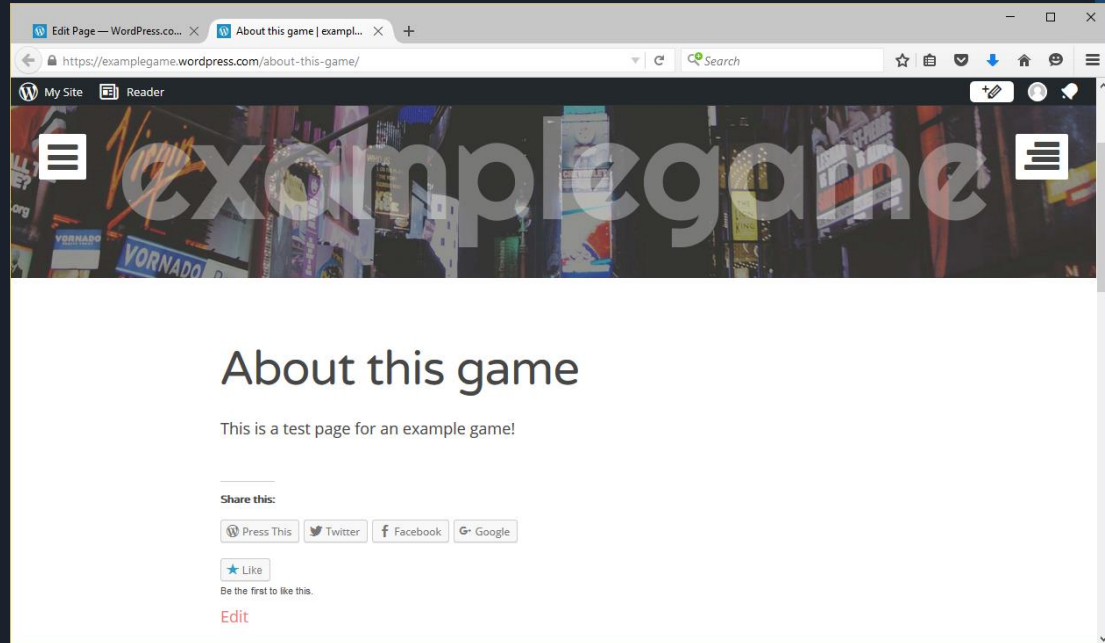 Edit Page — WordPress.co...
About this game | exampl...
https://examplegame.wordpress.com/about-this-game/
Search
My Site
Reader
examplegame
VORNADO
VORNADO
About this game
This is a test page for an example game!
Share this:
Press This
Twitter
Facebook
G+ Google
Like
Be the first to like this.
Edit